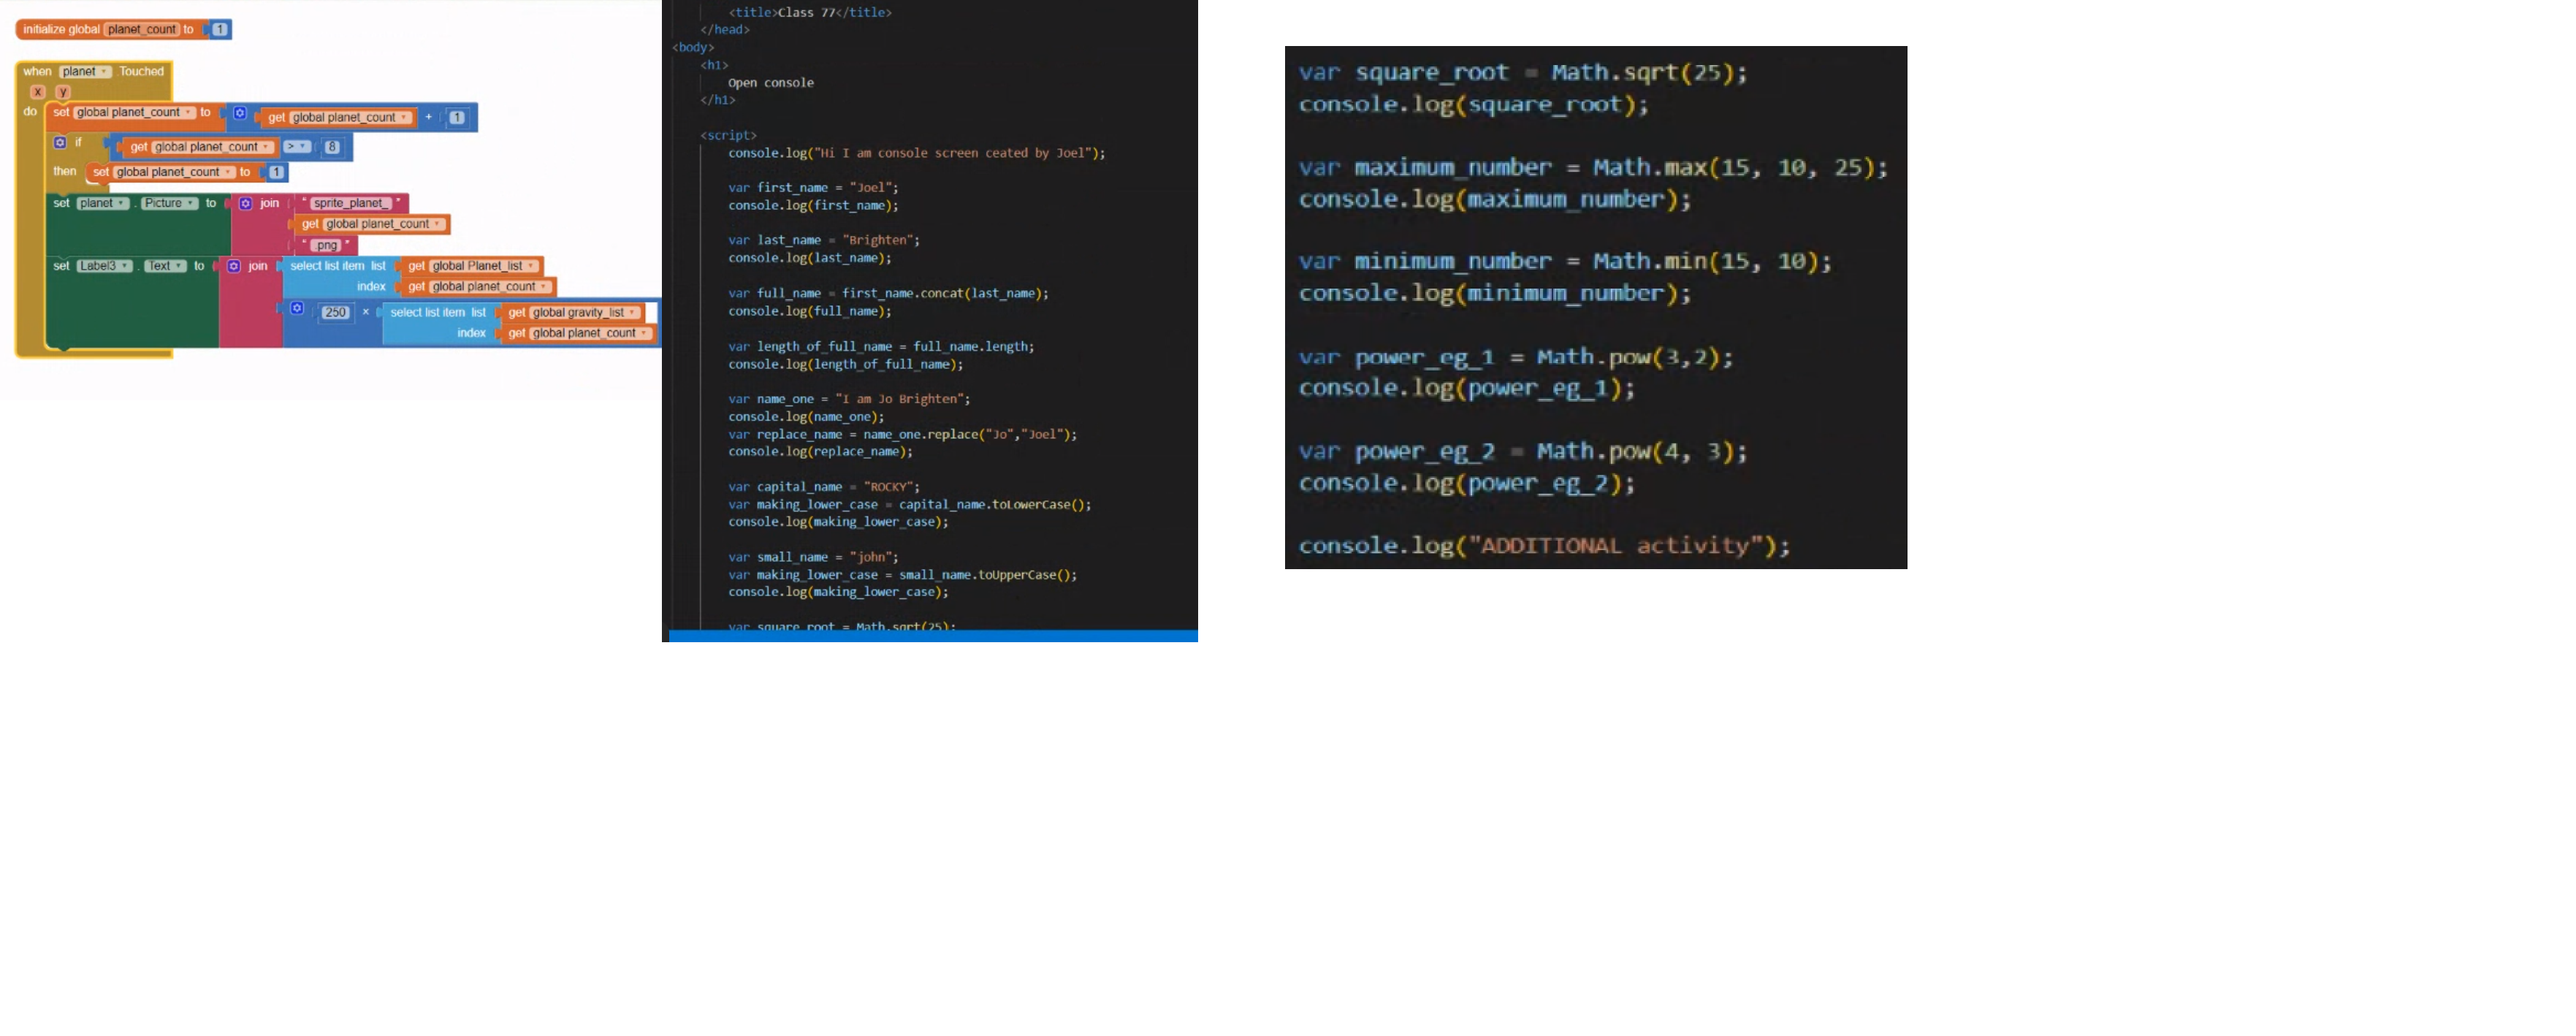 initialize global planet_count to 1
when planet .Touched
x y
do set global planet_count to get global planet_count + 1
if get global planet_count > 8
then set global planet_count to 1
set planet . Picture to join " sprite_planet_ "
get global planet_count
" .png "
set Label3 . Text to join select list item list get global Planet_list
index get global planet_count
250 × select list item list get global gravity_list
index get global planet_count
<title>Class 77</title>
</head>
<body>
<h1>
Open console
</h1>
<script>
console.log("Hi I am console screen ceated by Joel");
var first_name = "Joel";
console.log(first_name);
var last_name = "Brighten";
console.log(last_name);
var full_name = first_name.concat(last_name);
console.log(full_name);
var length_of_full_name = full_name.length;
console.log(length_of_full_name);
var name_one = "I am Jo Brighten";
console.log(name_one);
var replace_name = name_one.replace("Jo","Joel");
console.log(replace_name);
var capital_name = "ROCKY";
var making_lower_case = capital_name.toLowerCase();
console.log(making_lower_case);
var small_name = "john";
var making_lower_case = small_name.toUpperCase();
console.log(making_lower_case);
var square_root = Math.sqrt(25);
var square_root = Math.sqrt(25);
console.log(square_root);
var maximum_number = Math.max(15, 10, 25);
console.log(maximum_number);
var minimum_number = Math.min(15, 10);
console.log(minimum_number);
var power_eg_1 = Math.pow(3,2);
console.log(power_eg_1);
var power_eg_2 = Math.pow(4, 3);
console.log(power_eg_2);
console.log("ADDITIONAL activity");